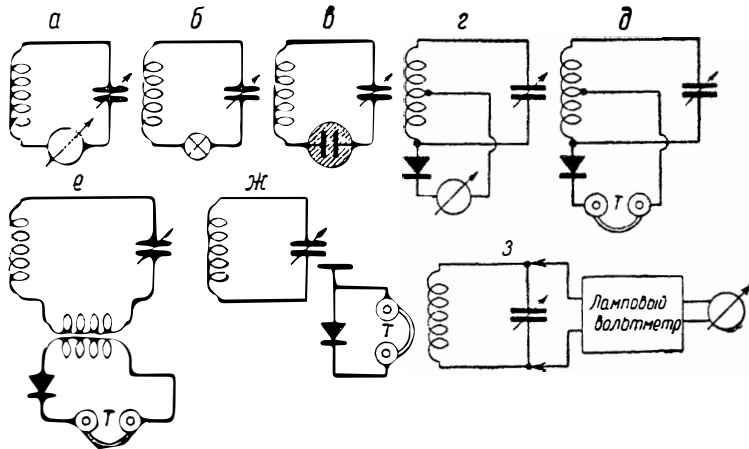 а б в г д
е ж з
Т
Т
Т
Ламповый
вольтметр